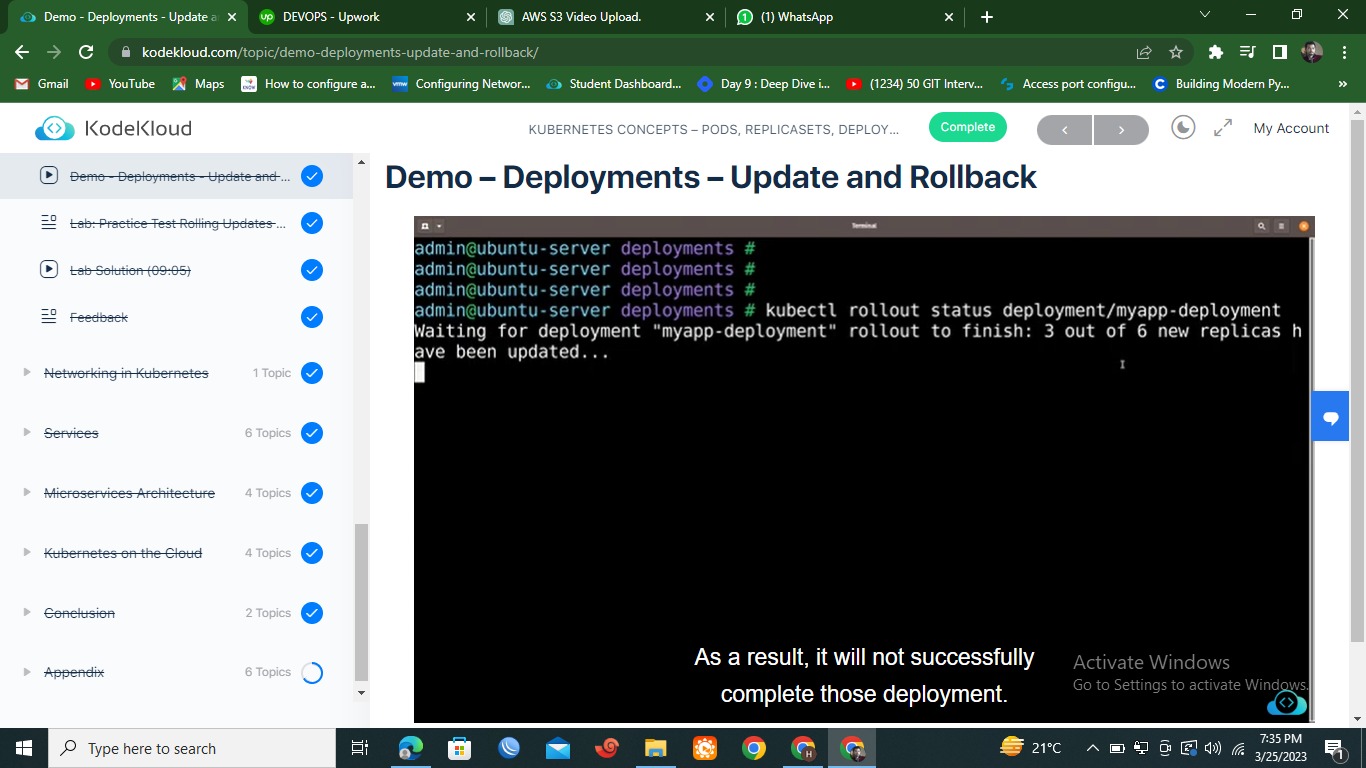 Demo - Deployments - Update a
DEVOPS - Upwork
AWS S3 Video Upload.
(1) WhatsApp
kodekloud.com/topic/demo-deployments-update-and-rollback/
Gmail
YouTube
Maps
How to configure a...
Configuring Networ...
Student Dashboard...
Day 9 : Deep Dive i...
(1234) 50 GIT Interv...
Access port configu...
Building Modern Py...
KodeKloud
KUBERNETES CONCEPTS – PODS, REPLICASETS, DEPLOY...
Complete
My Account
Demo - Deployments - Update and ...
Lab: Practice Test Rolling Updates ...
Lab Solution (09:05)
Feedback
Networking in Kubernetes 1 Topic
Services 6 Topics
Microservices Architecture 4 Topics
Kubernetes on the Cloud 4 Topics
Conclusion 2 Topics
Appendix 6 Topics
Demo – Deployments – Update and Rollback
Terminal
admin@ubuntu-server deployments #
admin@ubuntu-server deployments #
admin@ubuntu-server deployments #
admin@ubuntu-server deployments # kubectl rollout status deployment/myapp-deployment
Waiting for deployment "myapp-deployment" rollout to finish: 3 out of 6 new replicas h
ave been updated...
As a result, it will not successfully
complete those deployment.
Activate Windows
Go to Settings to activate Windows.
Type here to search
21°C
7:35 PM
3/25/2023
1